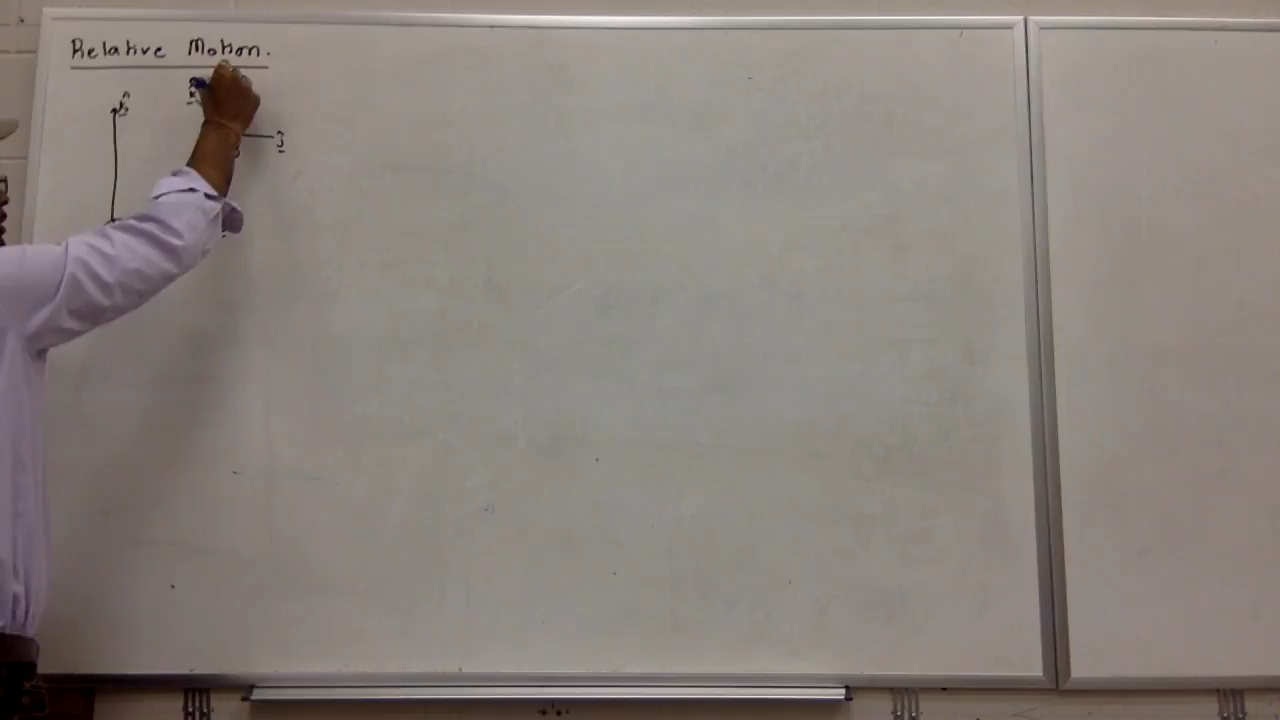 Relative Motion.
k̂
k̂
ĵ